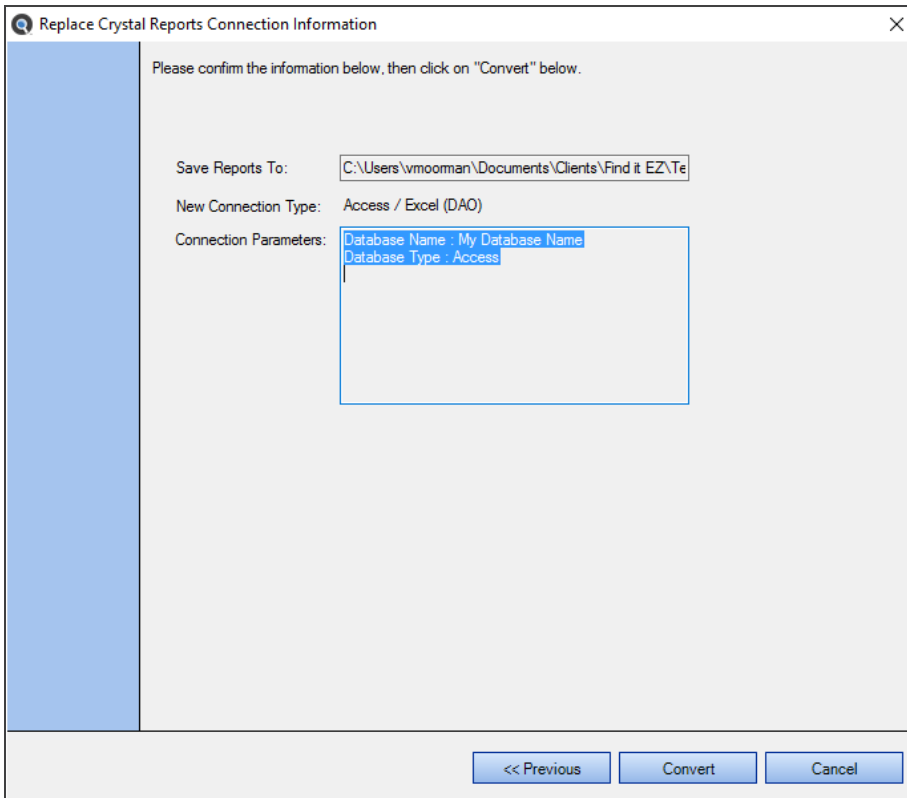 Replace Crystal Reports Connection Information
Please confirm the information below, then click on "Convert" below.
Save Reports To: C:\Users\vmoorman\Documents\Clients\Find it EZ\Te
New Connection Type: Access / Excel (DAO)
Connection Parameters: Database Name : My Database Name
Database Type : Access
<< Previous Convert Cancel